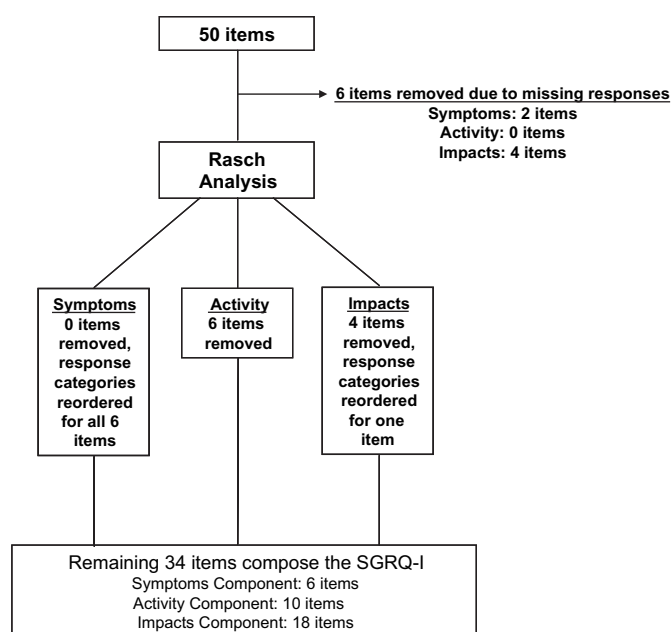 50 items
6 items removed due to missing responses
Symptoms: 2 items
Activity: 0 items
Impacts: 4 items
Rasch
Analysis
Symptoms
0 items
removed,
response
categories
reordered
for all 6
items
Activity
6 items
removed
Impacts
4 items
removed,
response
categories
reordered
for one
item
Remaining 34 items compose the SGRQ-I
Symptoms Component: 6 items
Activity Component: 10 items
Impacts Component: 18 items